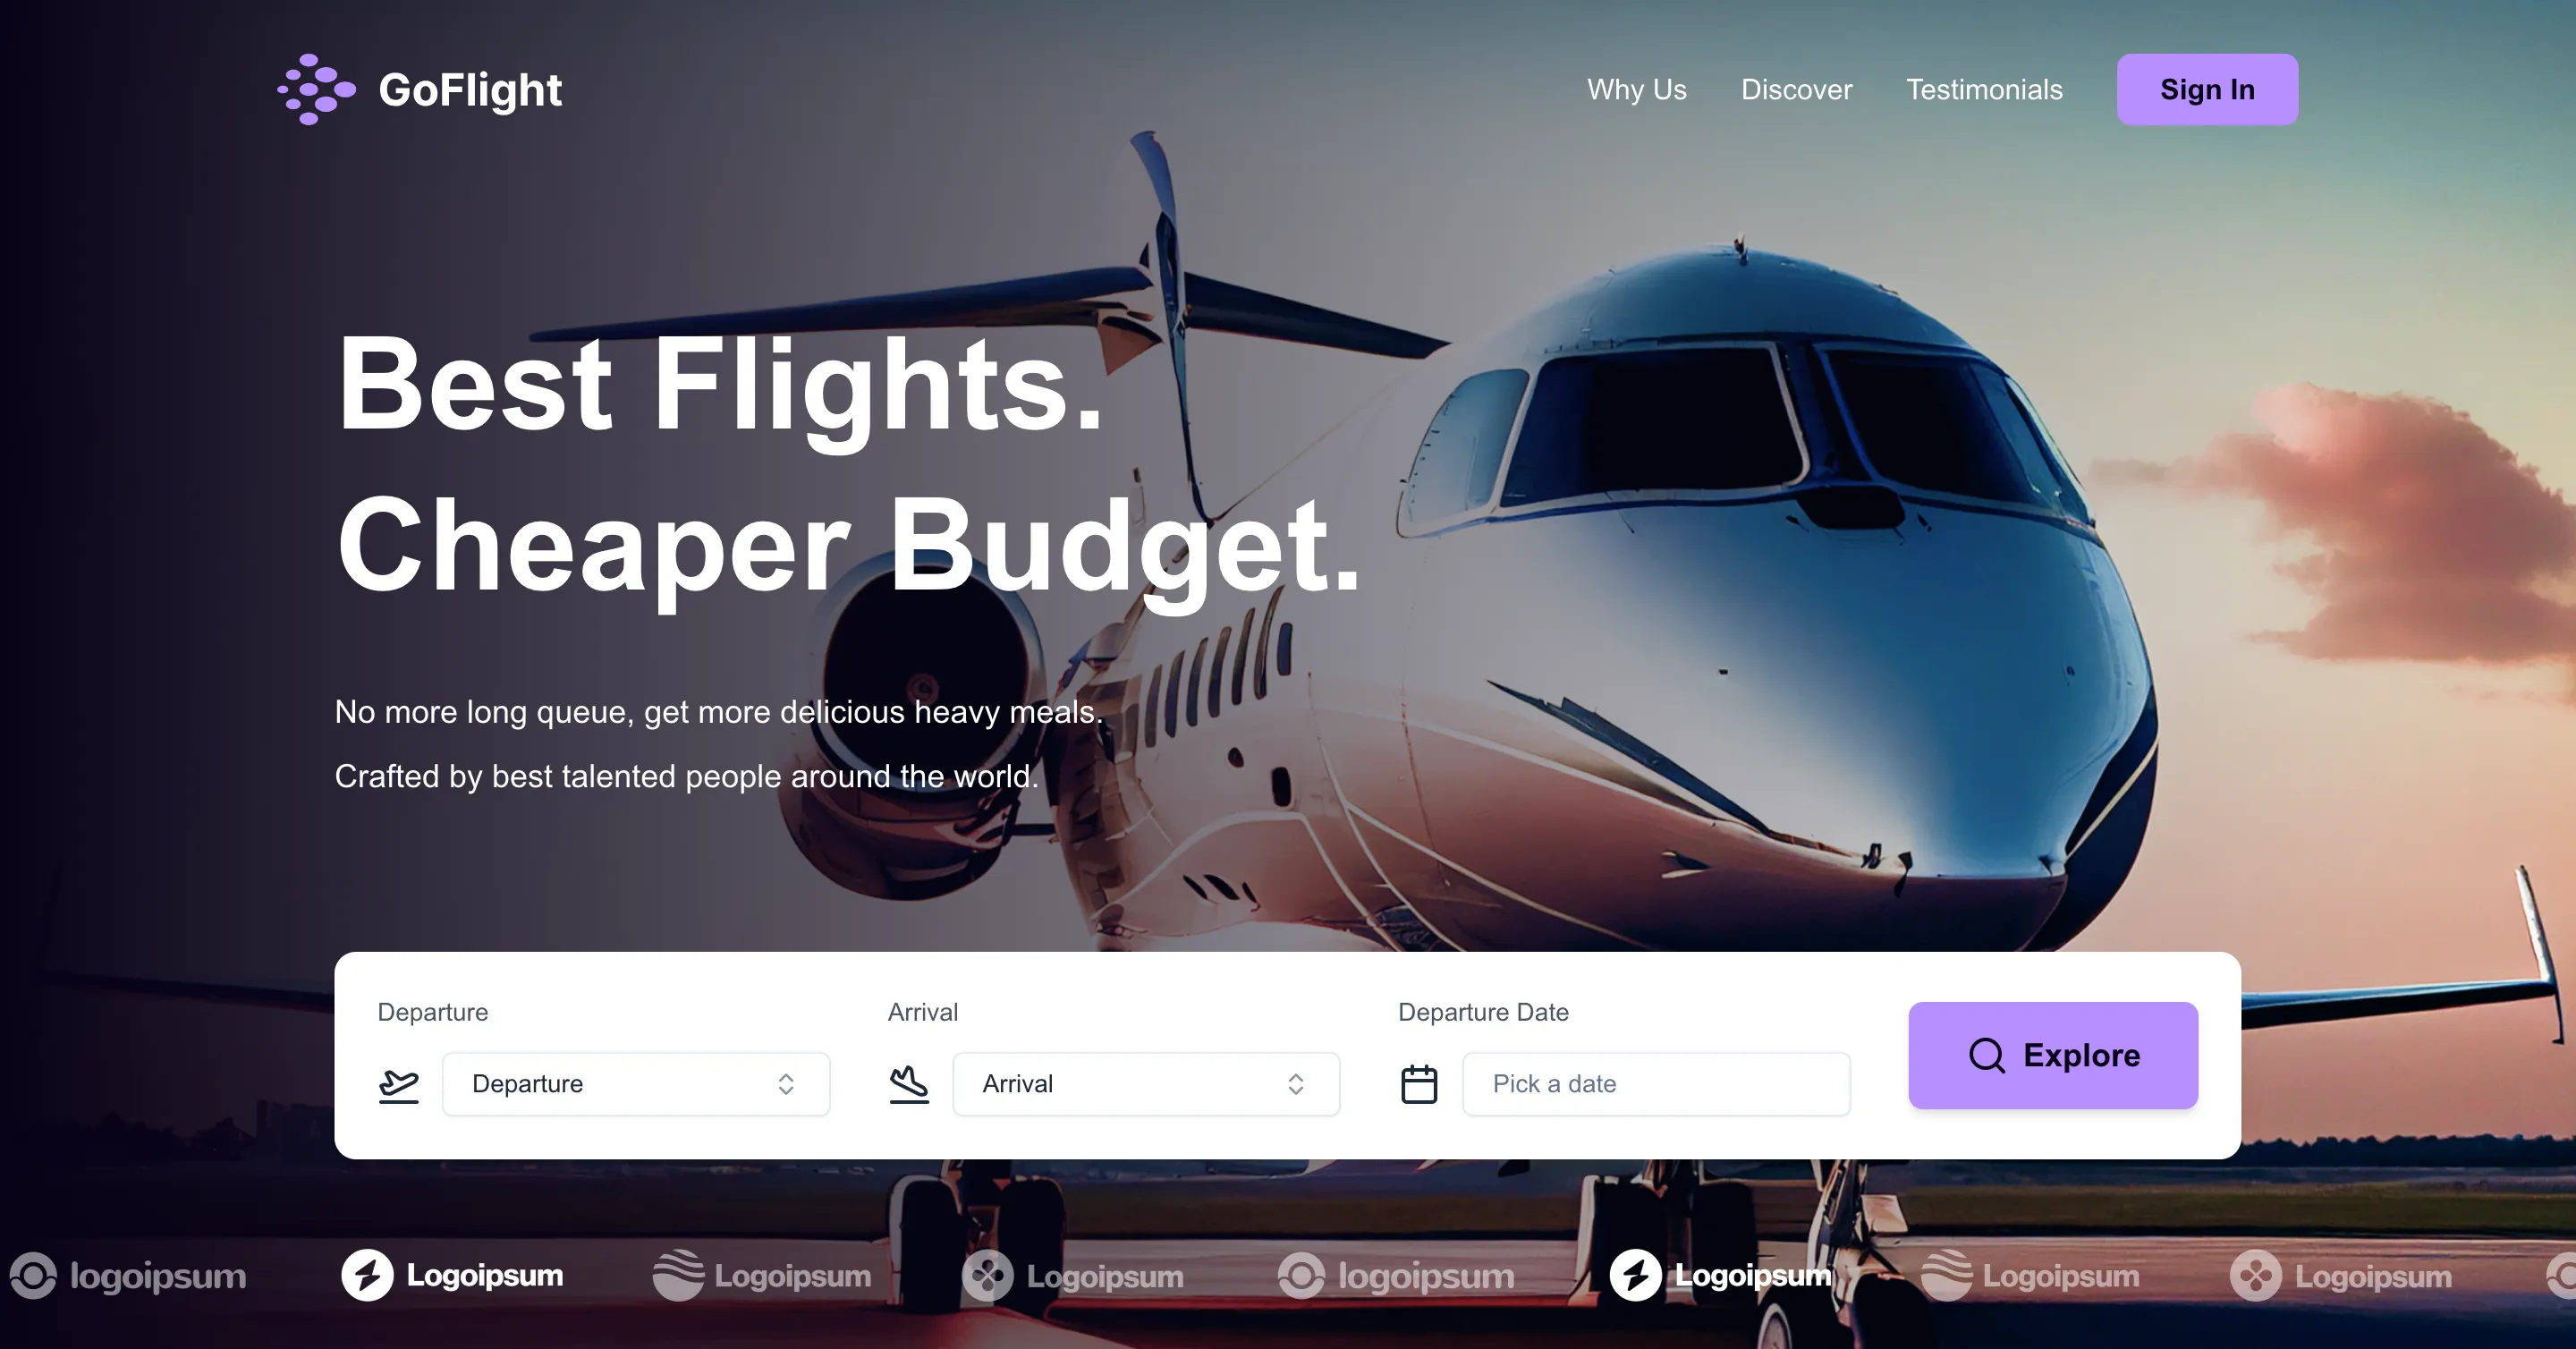 GoFlight
Why Us
Discover
Testimonials
Sign In
Best Flights.
Cheaper Budget.
No more long queue, get more delicious heavy meals.
Crafted by best talented people around the world.
Departure
Arrival
Departure Date
Departure
Arrival
Pick a date
Explore
logoipsum
Logoipsum
Logoipsum
Logoipsum
logoipsum
Logoipsum
Logoipsum
Logoipsum